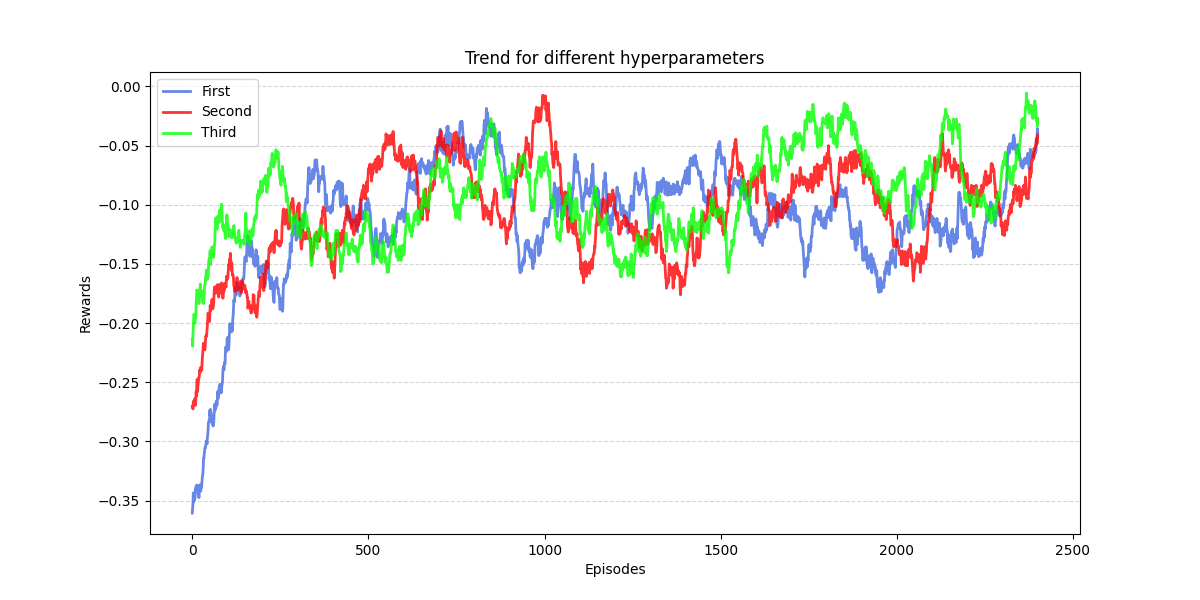 Trend for different hyperparameters
First
Second
Third
0.00
−0.05
−0.10
−0.15
−0.20
−0.25
−0.30
−0.35
Rewards
0 500 1000 1500 2000 2500
Episodes